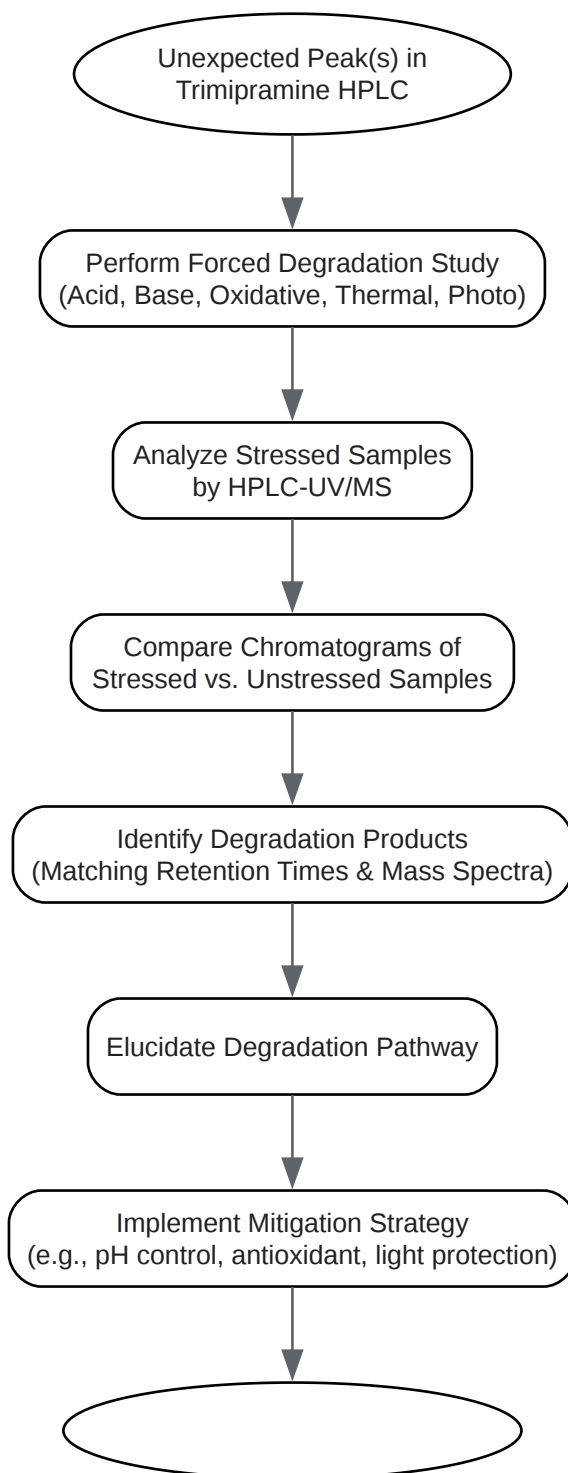 Unexpected Peak(s) in
Trimipramine HPLC
Perform Forced Degradation Study
(Acid, Base, Oxidative, Thermal, Photo)
Analyze Stressed Samples
by HPLC-UV/MS
Compare Chromatograms of
Stressed vs. Unstressed Samples
Identify Degradation Products
(Matching Retention Times & Mass Spectra)
Elucidate Degradation Pathway
Implement Mitigation Strategy
(e.g., pH control, antioxidant, light protection)